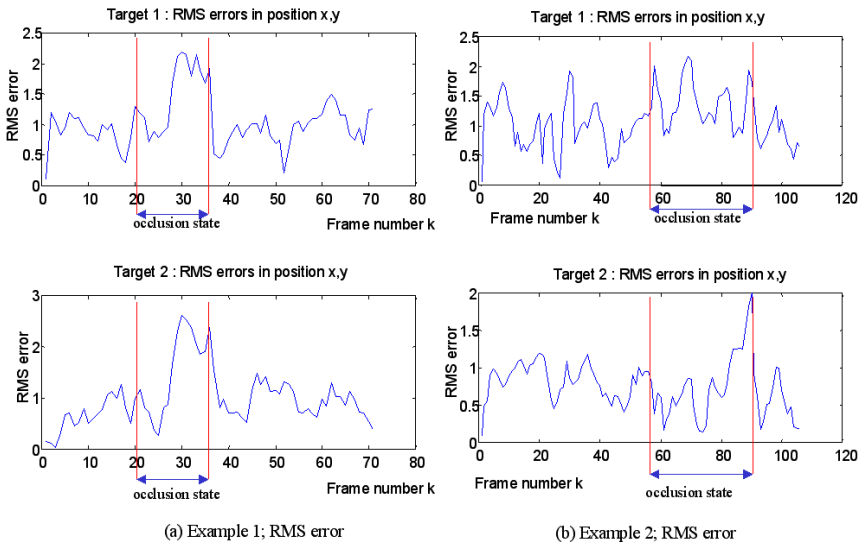 Target 1 : RMS errors in position x,y
RMS error
2.5
2
1.5
1
0.5
0
0 10 20 30 40 50 60 70 80
occlusion state
Frame number k
Target 1 : RMS errors in position x,y
RMS error
2.5
2
1.5
1
0.5
0
0 20 40 60 80 100 120
Frame number k
occlusion state
Target 2 : RMS errors in position x,y
RMS error
3
2
1
0
0 10 20 30 40 50 60 70 80
occlusion state
Frame number k
Target 2 : RMS errors in position x,y
RMS error
2
1.5
1
0.5
0
0 20 40 60 80 100 120
Frame number k
occlusion state
(a) Example 1; RMS error
(b) Example 2; RMS error